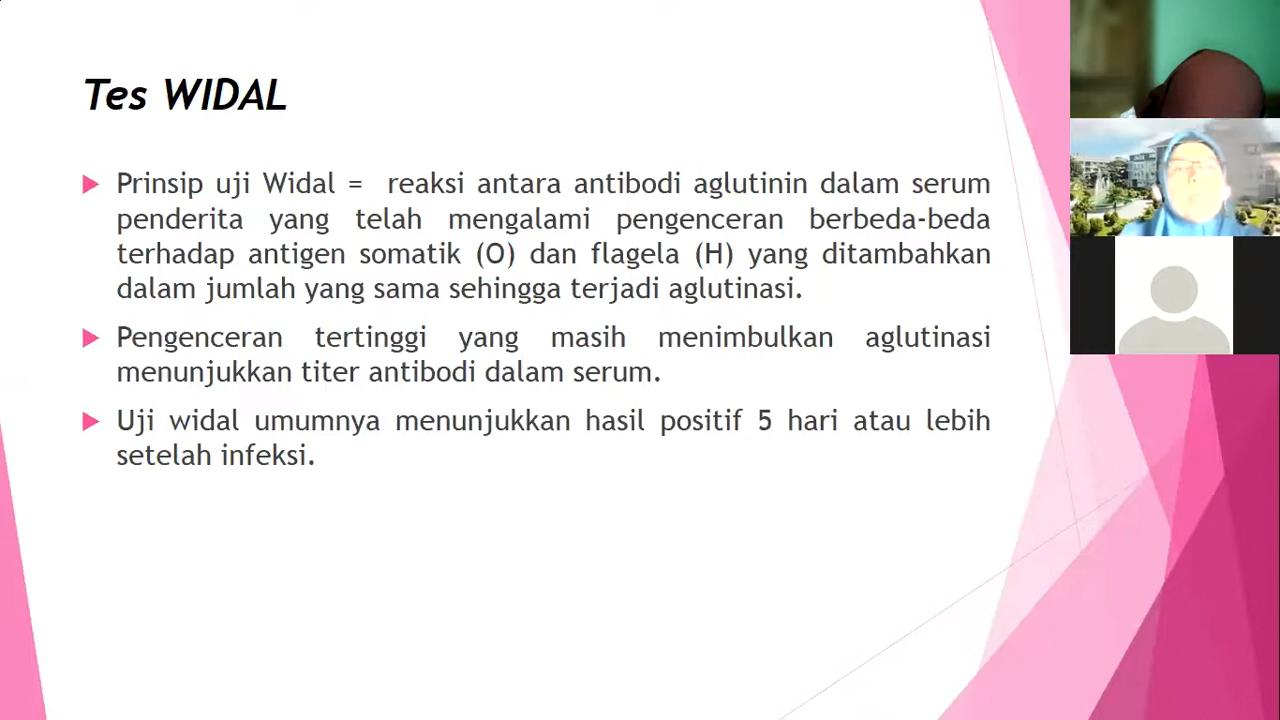 Tes WIDAL
Prinsip uji Widal = reaksi antara antibodi aglutinin dalam serum
penderita yang telah mengalami pengenceran berbeda-beda
terhadap antigen somatik (O) dan flagela (H) yang ditambahkan
dalam jumlah yang sama sehingga terjadi aglutinasi.
Pengenceran tertinggi yang masih menimbulkan aglutinasi
menunjukkan titer antibodi dalam serum.
Uji widal umumnya menunjukkan hasil positif 5 hari atau lebih
setelah infeksi.